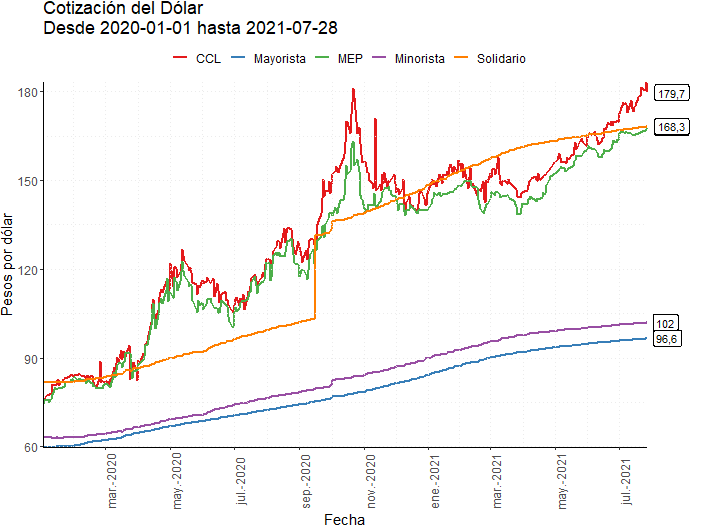 Cotización del Dólar
Desde 2020-01-01 hasta 2021-07-28
CCL Mayorista MEP Minorista Solidario
Pesos por dólar
180
150
120
90
60
179,7
168,3
102
96,6
mar.-2020
may.-2020
jul.-2020
sep.-2020
nov.-2020
ene.-2021
mar.-2021
may.-2021
jul.-2021
Fecha